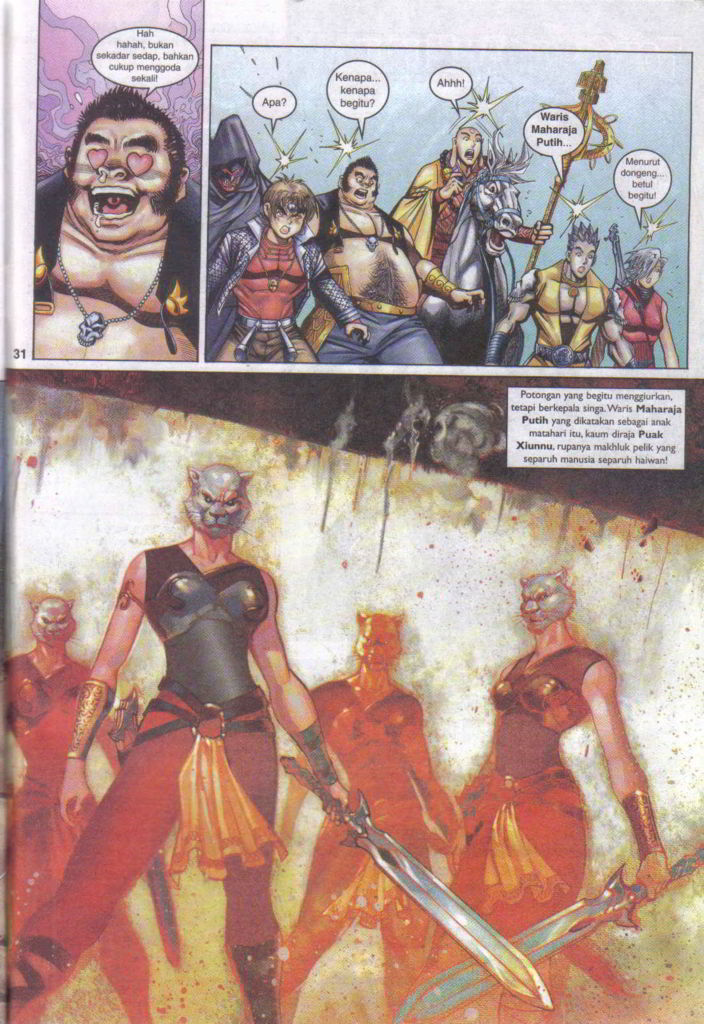 Hah
hahah, bukan
sekadar sedap, bahkan
cukup menggoda
sekali!
Apa?
Kenapa...
kenapa
begitu?
Ahhh!
Waris
Maharaja
Putih...
Menurut
dongeng...
betul
begitu!
31
Potongan yang begitu menggiurkan,
tetapi berkepala singa. Waris Maharaja
Putih yang dikatakan sebagai anak
matahari itu, kaum diraja Puak
Xiunnu, rupanya makhluk pelik yang
separuh manusia separuh haiwan!